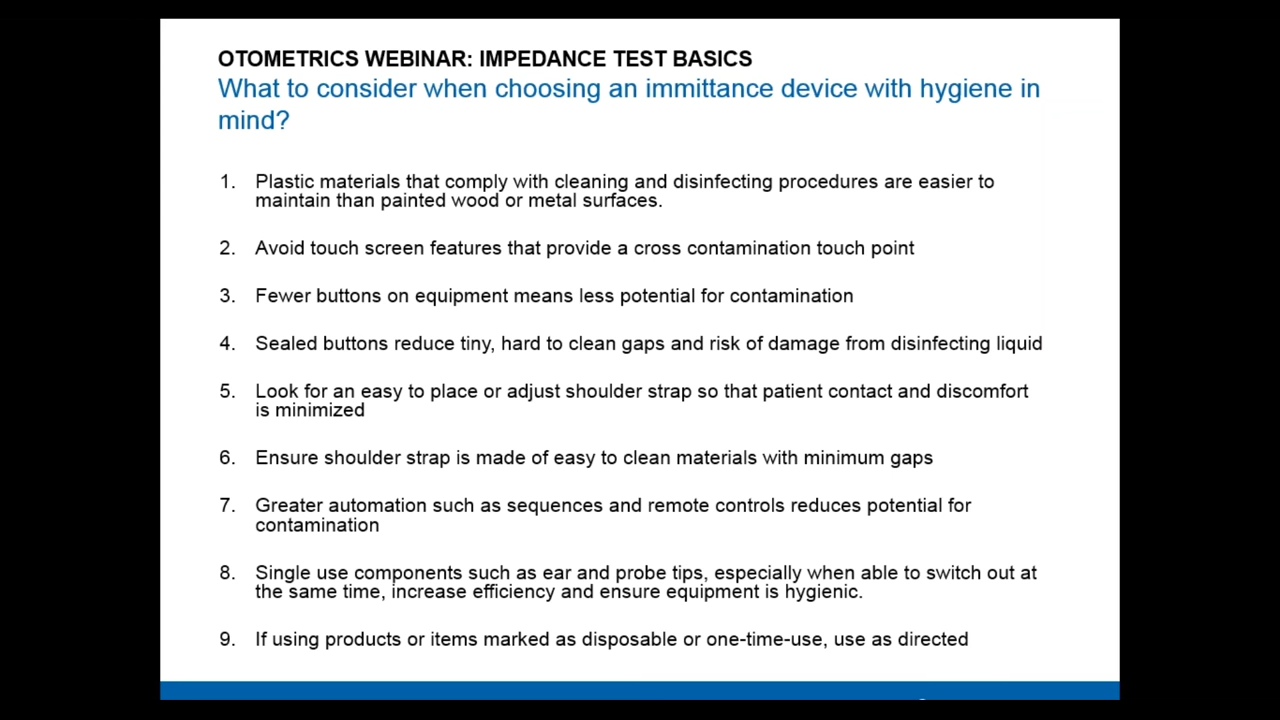 OTOMETRICS WEBINAR: IMPEDANCE TEST BASICS
What to consider when choosing an immittance device with hygiene in
mind?
1. Plastic materials that comply with cleaning and disinfecting procedures are easier to
maintain than painted wood or metal surfaces.
2. Avoid touch screen features that provide a cross contamination touch point
3. Fewer buttons on equipment means less potential for contamination
4. Sealed buttons reduce tiny, hard to clean gaps and risk of damage from disinfecting liquid
5. Look for an easy to place or adjust shoulder strap so that patient contact and discomfort
is minimized
6. Ensure shoulder strap is made of easy to clean materials with minimum gaps
7. Greater automation such as sequences and remote controls reduces potential for
contamination
8. Single use components such as ear and probe tips, especially when able to switch out at
the same time, increase efficiency and ensure equipment is hygienic.
9. If using products or items marked as disposable or one-time-use, use as directed